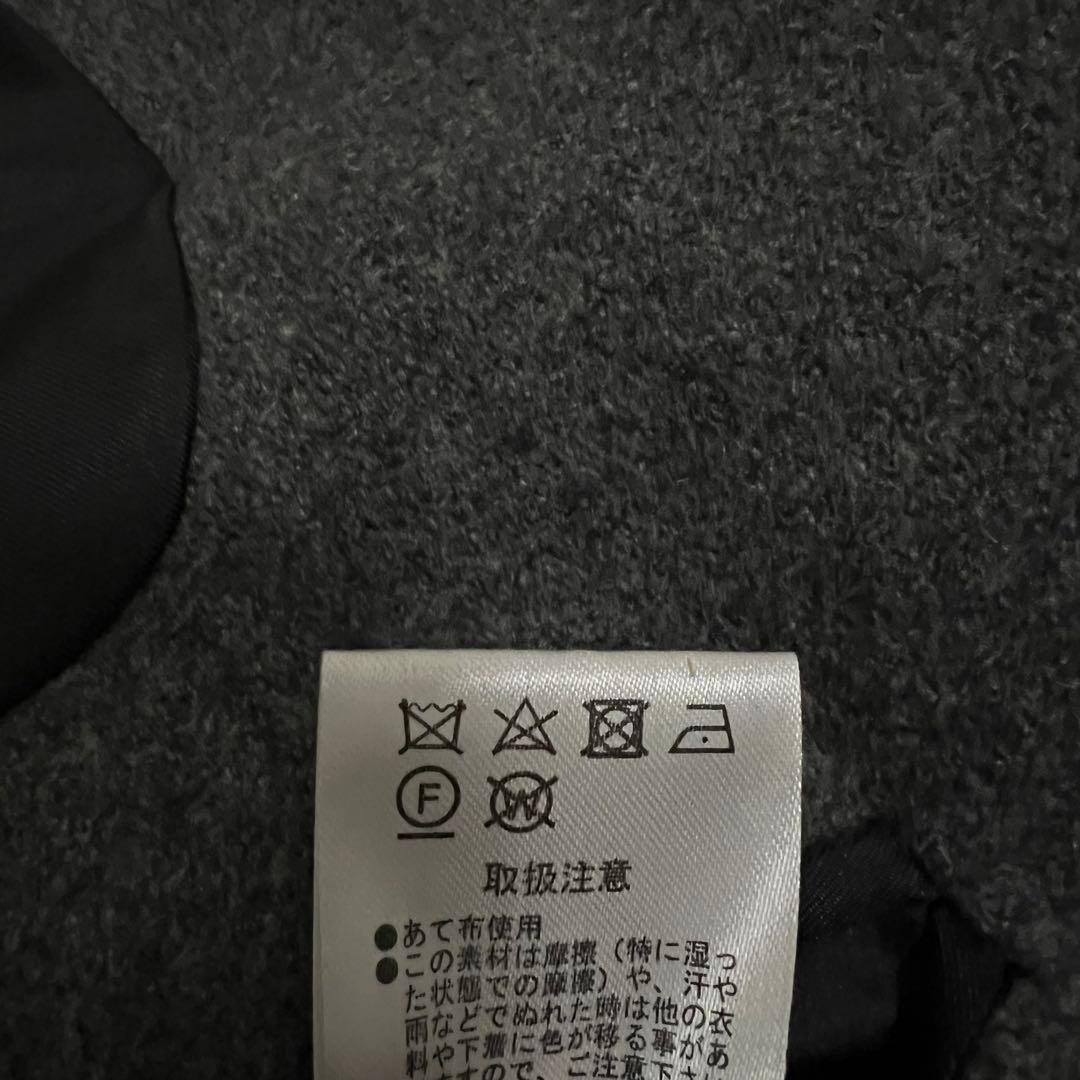 F
W
取扱注意
●あて布使用
●この素材は摩擦(特に湿っ
た状態での摩擦)や、汗や
雨などでぬれた時は他の衣
料や下着に色が移る事があ